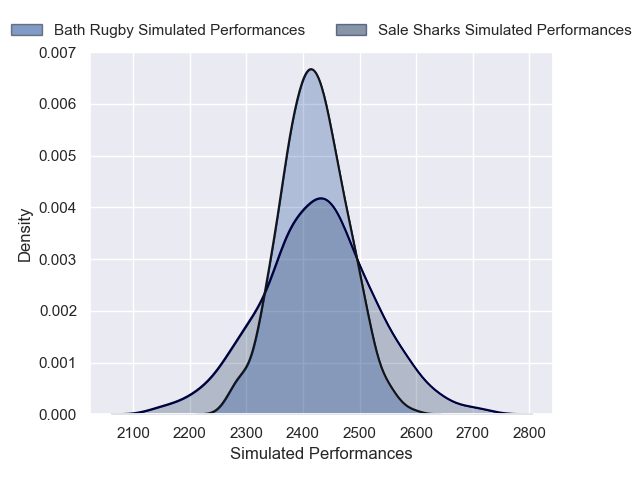 Bath Rugby Simulated Performances
Sale Sharks Simulated Performances
0.007
0.006
0.005
0.004
0.003
0.002
0.001
0.000
Density
2100 2200 2300 2400 2500 2600 2700 2800
Simulated Performances